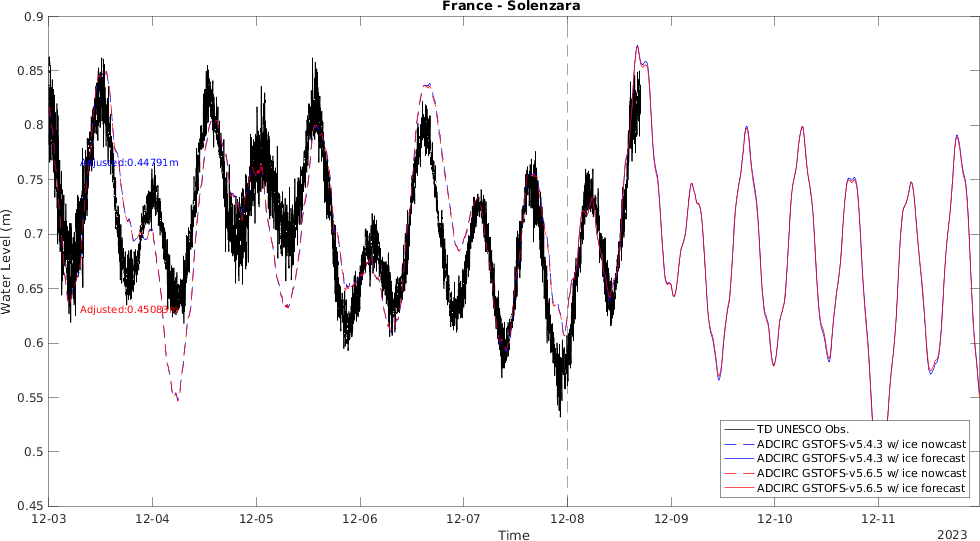 France - Solenzara
0.9
0.85
0.8
0.75
0.7
0.65
0.6
0.55
0.5
0.45
Water Level (m)
Adjusted:0.44791m
Adjusted:0.4508
TD UNESCO Obs.
ADCIRC GSTOFS-v5.4.3 w/ ice nowcast
ADCIRC GSTOFS-v5.4.3 w/ ice forecast
ADCIRC GSTOFS-v5.6.5 w/ ice nowcast
ADCIRC GSTOFS-v5.6.5 w/ ice forecast
12-03 12-04 12-05 12-06 12-07 12-08 12-09 12-10 12-11
Time
2023